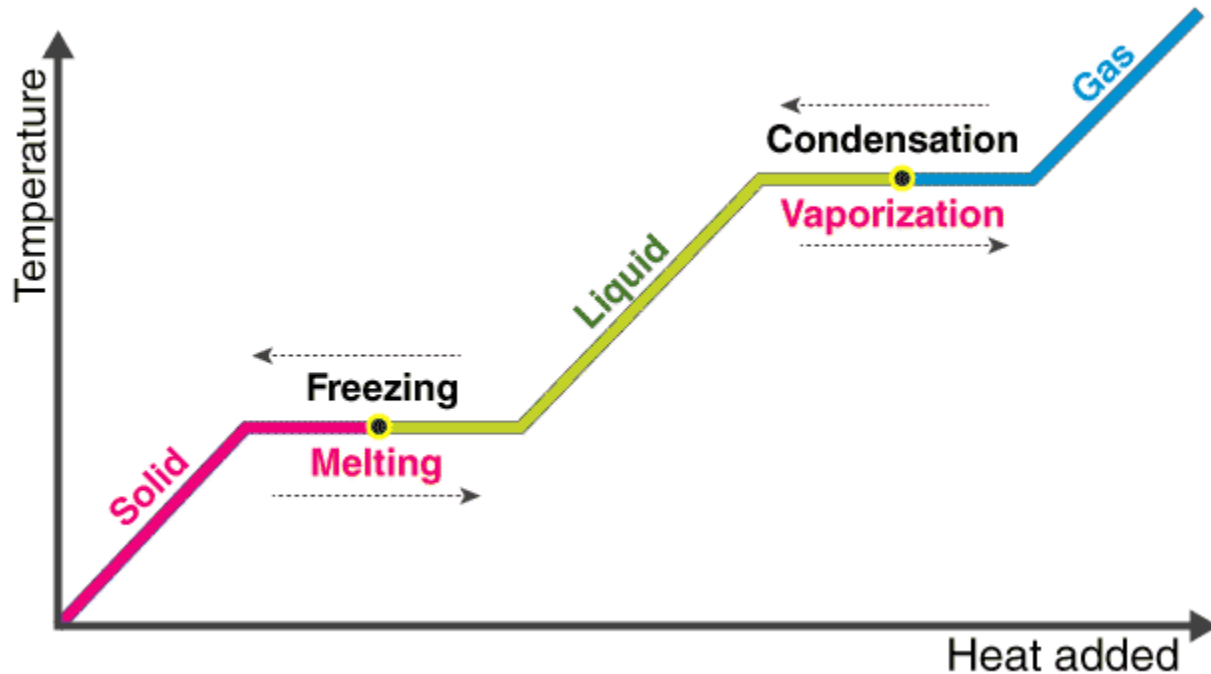 Temperature
Solid
Freezing
Melting
Liquid
Condensation
Vaporization
Gas
Heat added